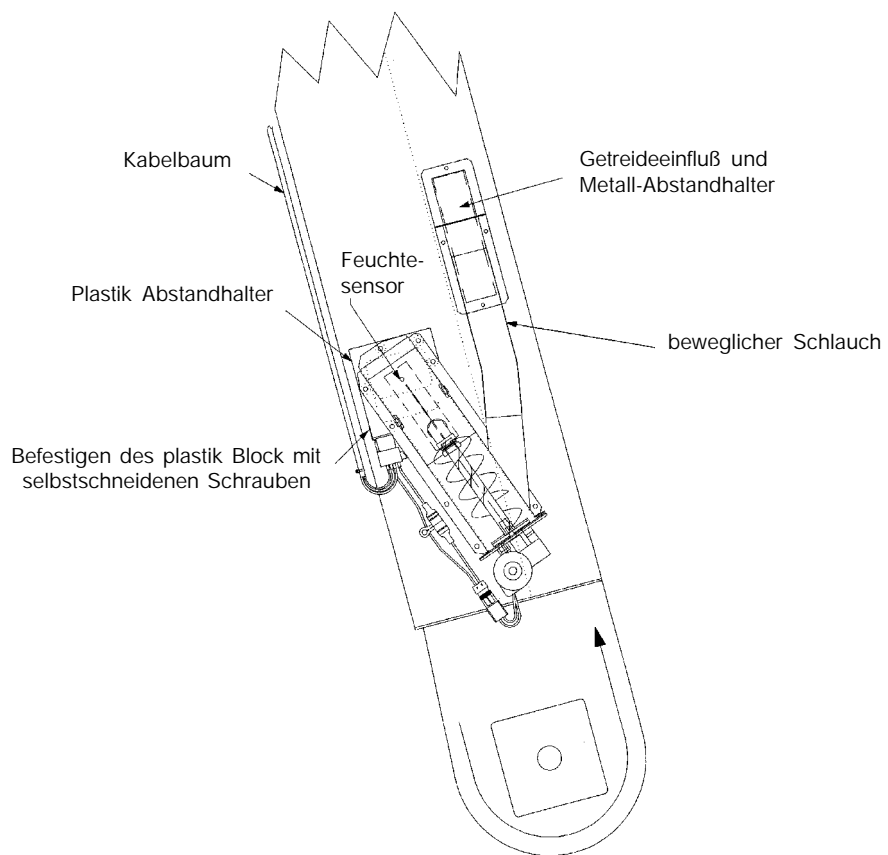 Kabelbaum
Getreideeinfluß und
Metall-Abstandhalter
Feuchte-
sensor
Plastik Abstandhalter
beweglicher Schlauch
Befestigen des plastik Block mit
selbstschneidenen Schrauben